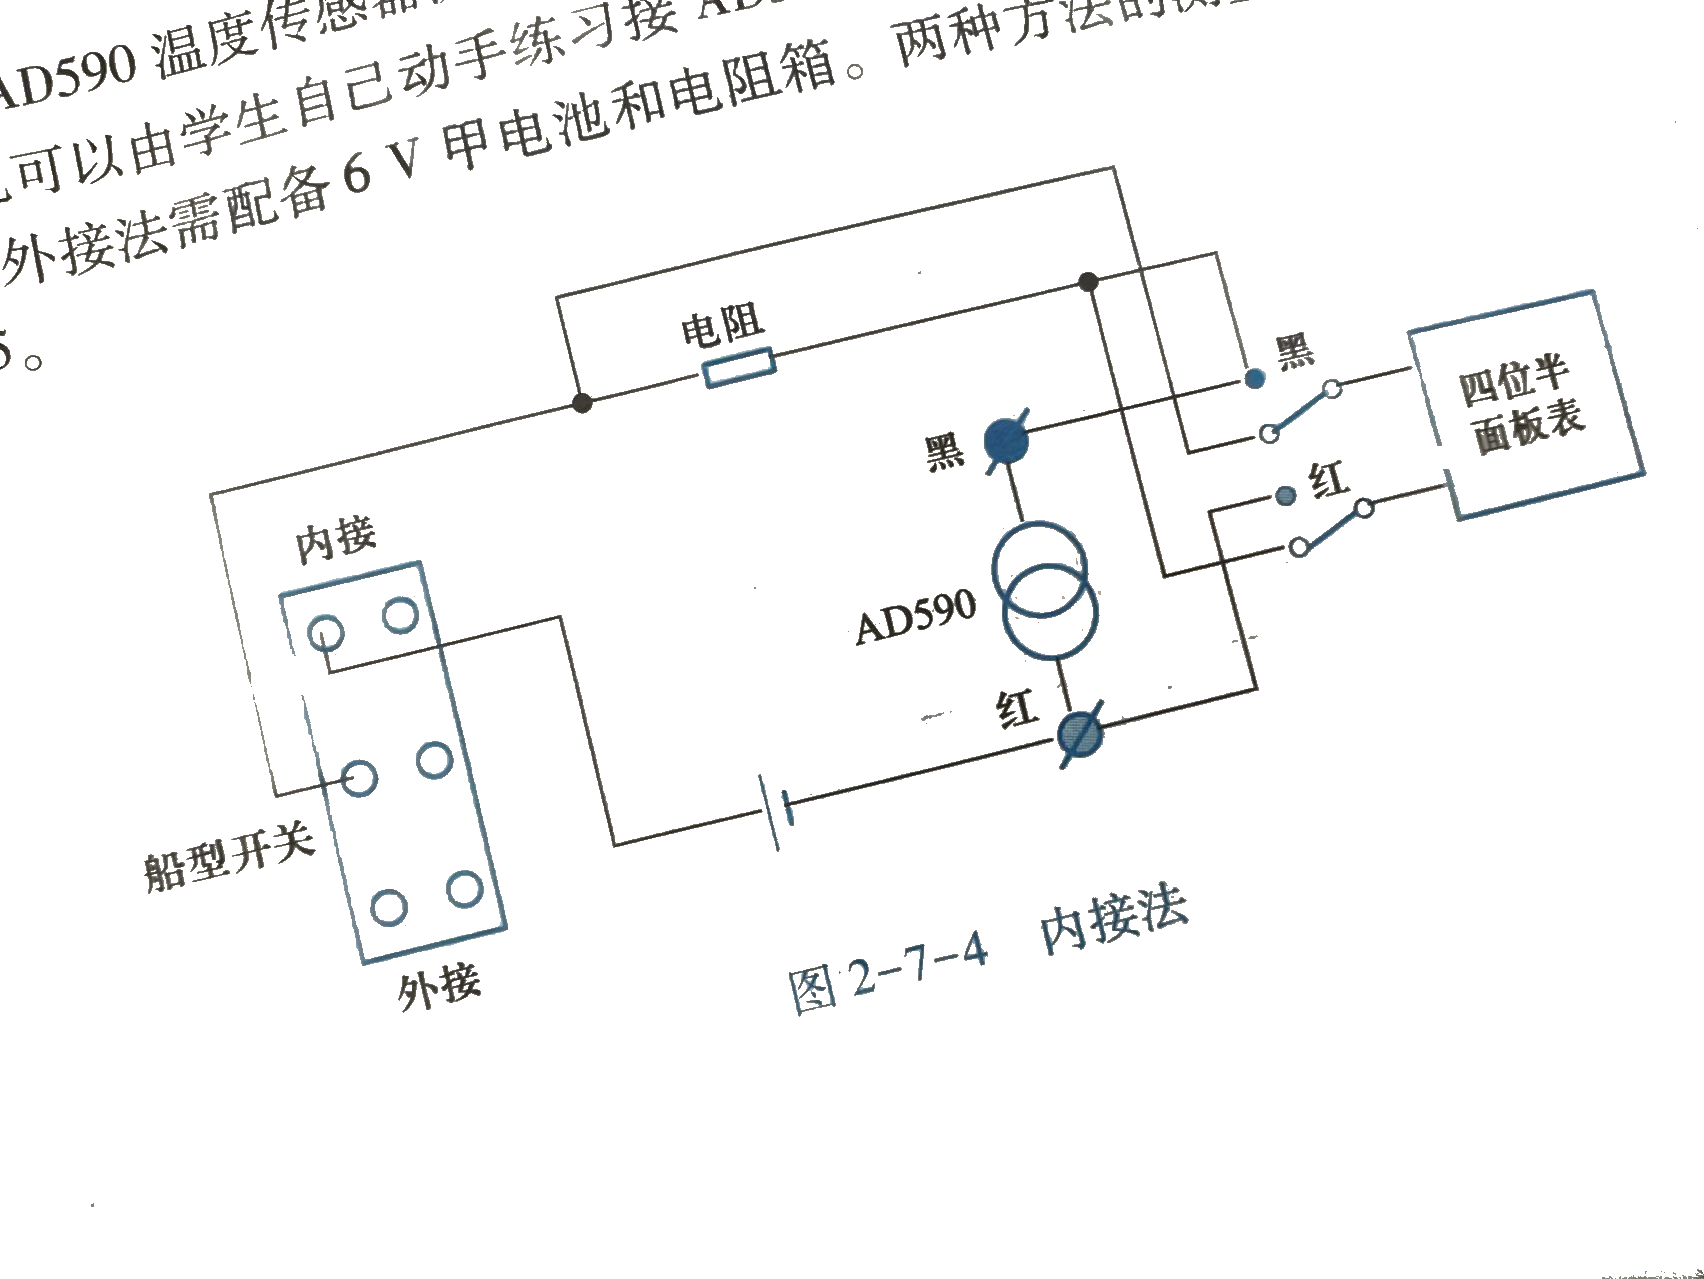 AD590 温度传感器
可以由学生自己动手练习接 AD
外接法需配备 6 V 甲电池和电阻箱。两种方法的测
5。
电阻
黑
四位半
面板表
黑
红
内接
AD590
红
船型开关
外接
图 2-7-4 内接法